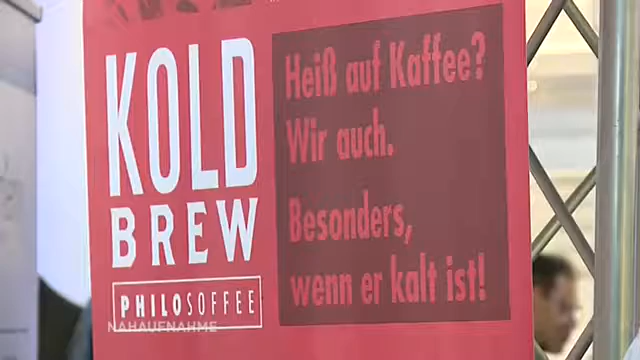 KOLD
BREW
PHILOSOFFEE
NAHAUFNAHME
Heiß auf Kaffee?
Wir auch.
Besonders,
wenn er kalt ist!